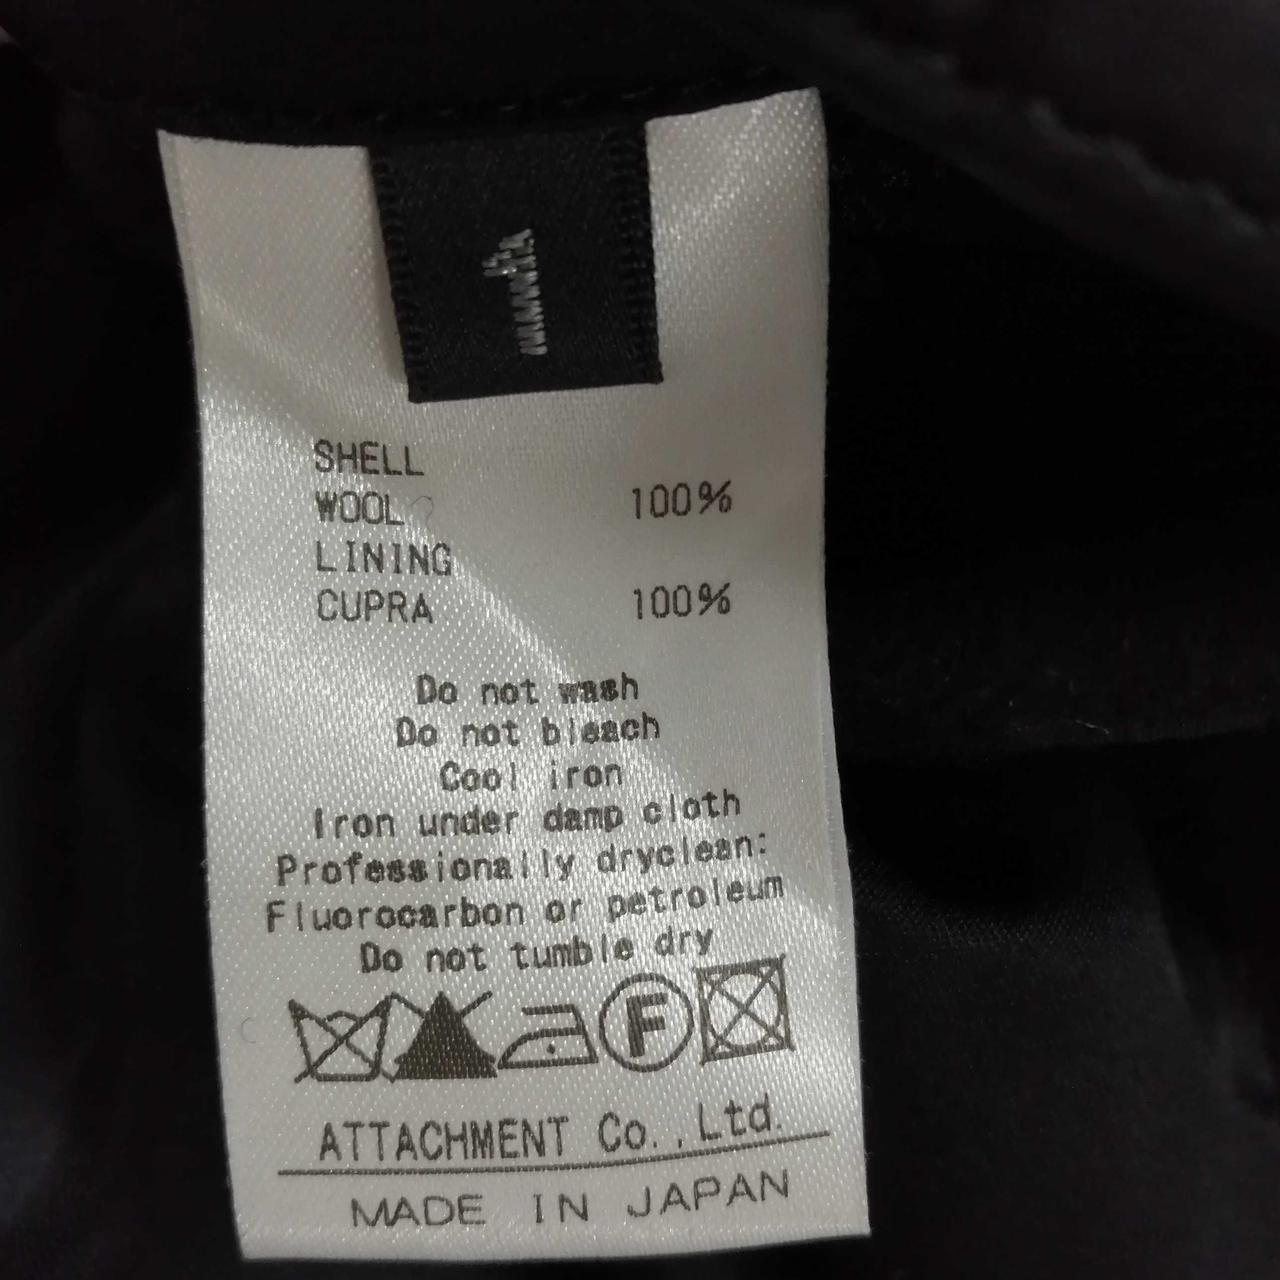 1
SHELL
WOOL 100%
LINING
CUPRA 100%
Do not wash
Do not bleach
Cool iron
Iron under damp cloth
Professionally dryclean:
Fluorocarbon or petroleum
Do not tumble dry
F
ATTACHMENT Co.,Ltd.
MADE IN JAPAN